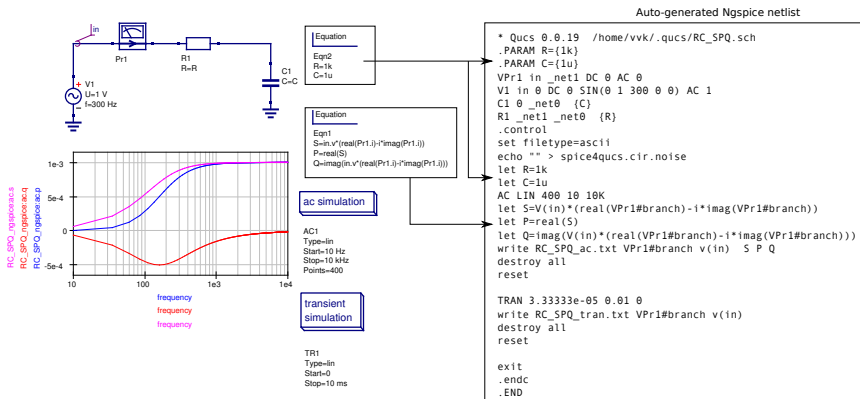 Auto-generated Ngspice netlist
in
Pr1
R1
R=R
C1
C=C
V1
U=1 V
f=300 Hz
Equation
Eqn2
R=1k
C=1u
Equation
Eqn1
S=in.v*(real(Pr1.i)-i*imag(Pr1.i))
P=real(S)
Q=imag(in.v*(real(Pr1.i)-i*imag(Pr1.i)))
RC_SPQ_ngspice:ac.s
RC_SPQ_ngspice:ac.q
RC_SPQ_ngspice:ac.p
1e-3
5e-4
0
-5e-4
10
100
1e3
1e4
frequency
frequency
frequency
ac simulation
AC1
Type=lin
Start=10 Hz
Stop=10 kHz
Points=400
transient
simulation
TR1
Type=lin
Start=0
Stop=10 ms
* Qucs 0.0.19  /home/vvk/.qucs/RC_SPQ.sch
.PARAM R={1k}
.PARAM C={1u}
VPr1 in _net1 DC 0 AC 0
V1 in 0 DC 0 SIN(0 1 300 0 0) AC 1
C1 0 _net0  {C}
R1 _net1 _net0  {R}
.control
set filetype=ascii
echo "" > spice4qucs.cir.noise
let R=1k
let C=1u
AC LIN 400 10 10K
let S=V(in)*(real(VPr1#branch)-i*imag(VPr1#branch))
let P=real(S)
let Q=imag(V(in)*(real(VPr1#branch)-i*imag(VPr1#branch)))
write RC_SPQ_ac.txt VPr1#branch v(in)  S P Q
destroy all
reset
TRAN 3.33333e-05 0.01 0
write RC_SPQ_tran.txt VPr1#branch v(in)
destroy all
reset
exit
.endc
.END